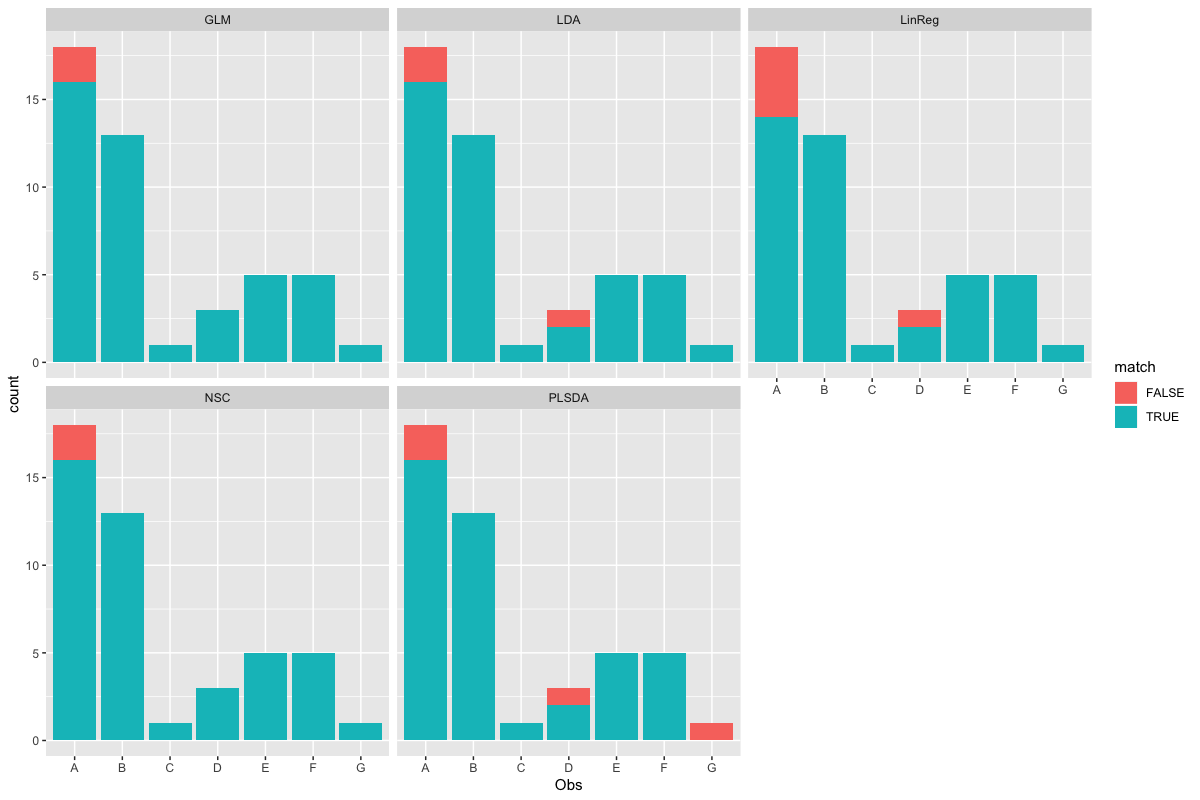 GLM
LDA
LinReg
15
10
5
0
A B C D E F G
NSC
PLSDA
15
10
5
0
A B C D E F G
A B C D E F G
Obs
count
match
FALSE
TRUE